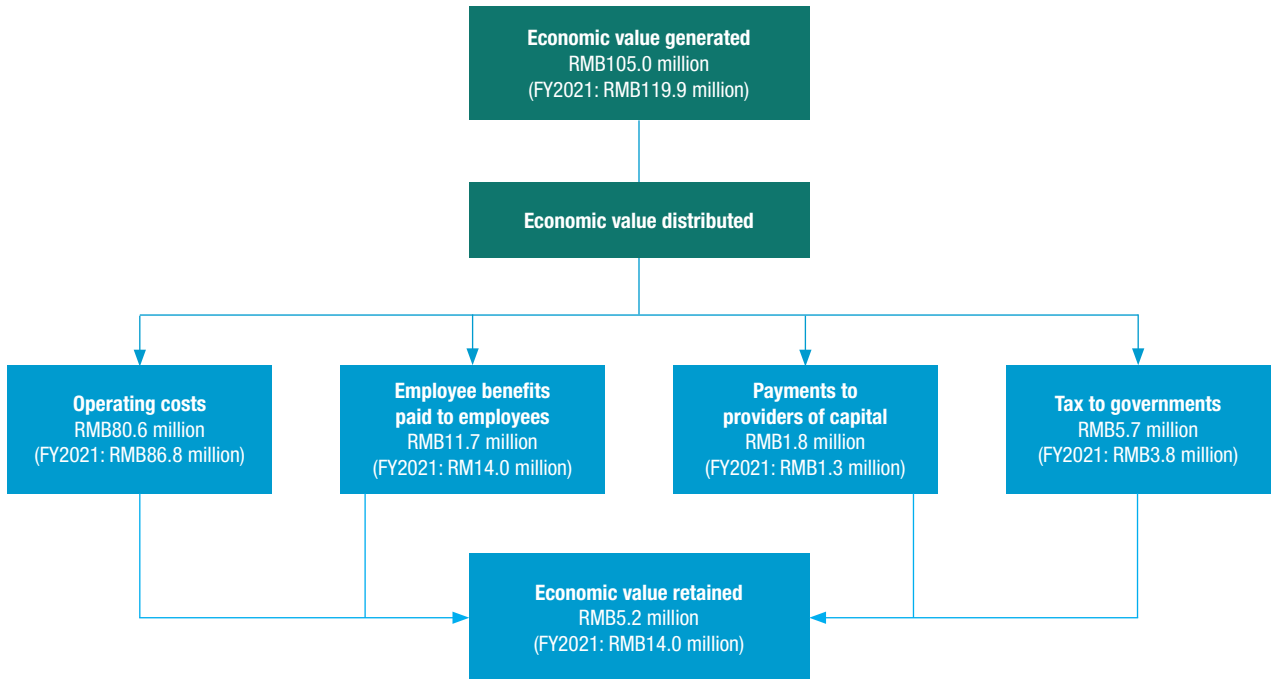 Economic value generated
RMB105.0 million
(FY2021: RMB119.9 million)
Economic value distributed
Operating costs
RMB80.6 million
(FY2021: RMB86.8 million)
Employee benefits
paid to employees
RMB11.7 million
(FY2021: RM14.0 million)
Payments to
providers of capital
RMB1.8 million
(FY2021: RMB1.3 million)
Tax to governments
RMB5.7 million
(FY2021: RMB3.8 million)
Economic value retained
RMB5.2 million
(FY2021: RMB14.0 million)